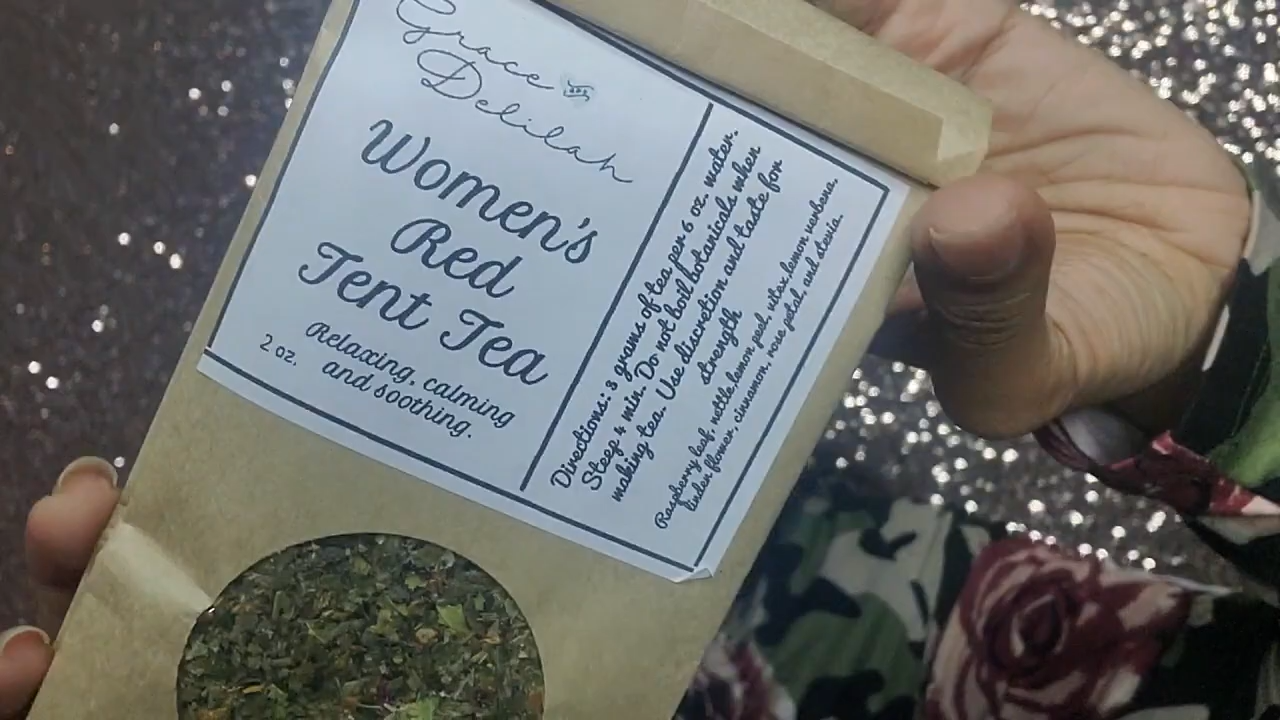 Grace
Delilah
Women's
Red
Tent Tea
Relaxing, calming
and soothing.
2 oz.
Directions: 3 grams of tea per 6 oz. water.
Steep 4 min. Do not boil botanicals when
making tea. Use discretion and taste for
strength
Raspberry leaf, nettle, lemon peel, vitex, lemon verbena,
linden flower, cinnamon, rose petal, and stevia.